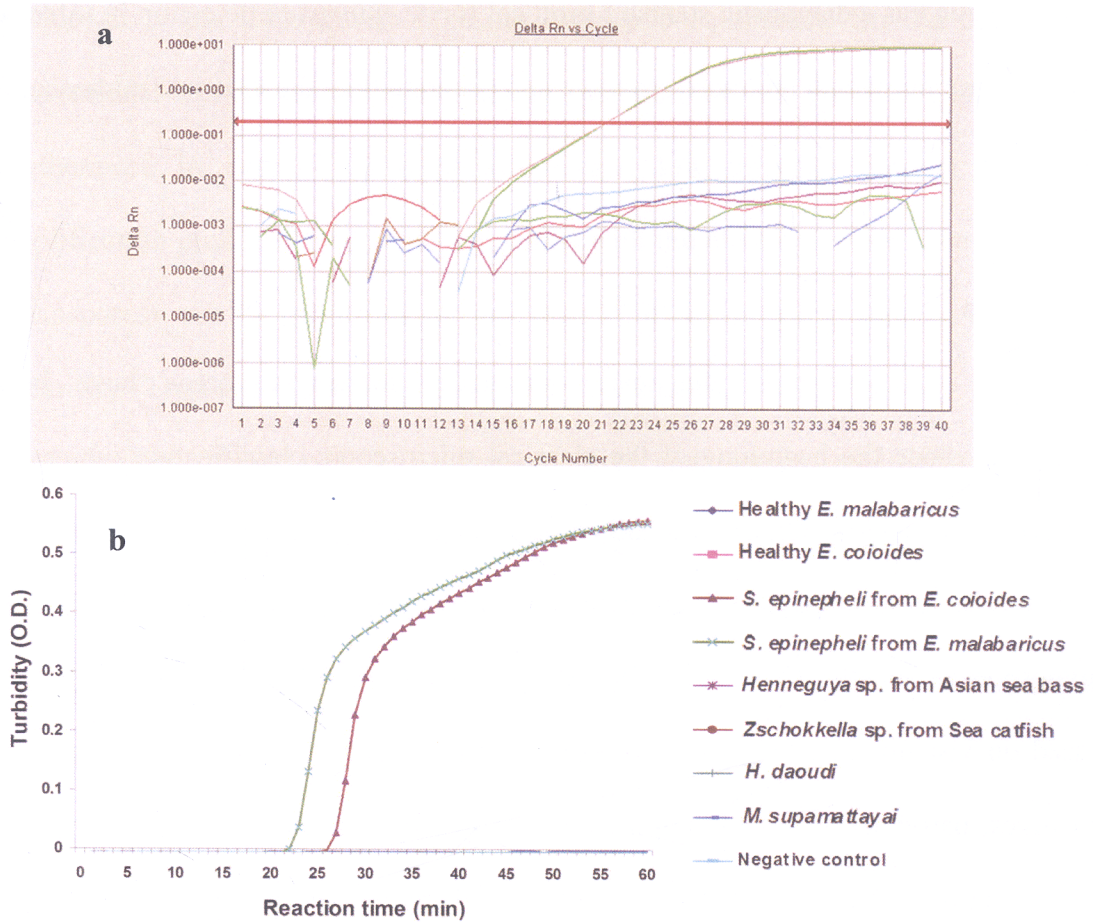 a
Delta Rn vs Cycle
1.000e+001
1.000e+000
1.000e-001
1.000e-002
1.000e-003
1.000e-004
1.000e-005
1.000e-006
1.000e-007
Delta Rn
1 2 3 4 5 6 7 8 9 10 11 12 13 14 15 16 17 18 19 20 21 22 23 24 25 26 27 28 29 30 31 32 33 34 35 36 37 38 39 40
Cycle Number
b
0.6
0.5
0.4
0.3
0.2
0.1
0
Turbidity (O.D.)
0 5 10 15 20 25 30 35 40 45 50 55 60
Reaction time (min)
Healthy E. malabaricus
Healthy E. coioides
S. epinepheli from E. coioides
S. epinepheli from E. malabaricus
Henneguya sp. from Asian sea bass
Zschokkella sp. from Sea catfish
H. daoudi
M. supamattayai
Negative control